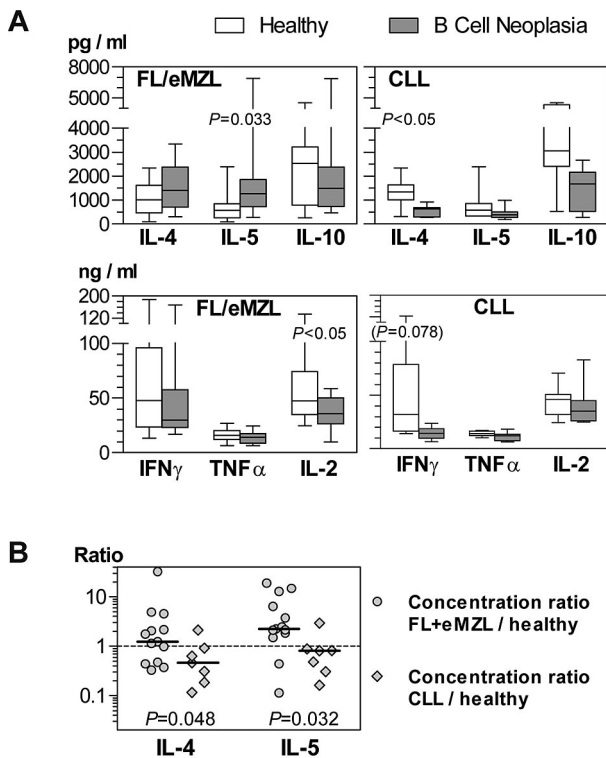 A
Healthy
B Cell Neoplasia
pg / ml
FL/eMZL
CLL
8000
5000
4000
3000
2000
1000
0
P=0.033
P<0.05
IL-4 IL-5 IL-10
IL-4 IL-5 IL-10
ng / ml
FL/eMZL
CLL
200
120
100
50
0
P<0.05
(P=0.078)
IFNγ TNFα IL-2
IFNγ TNFα IL-2
B
Ratio
10
1
0.1
P=0.048
P=0.032
IL-4
IL-5
Concentration ratio
FL+eMZL / healthy
Concentration ratio
CLL / healthy